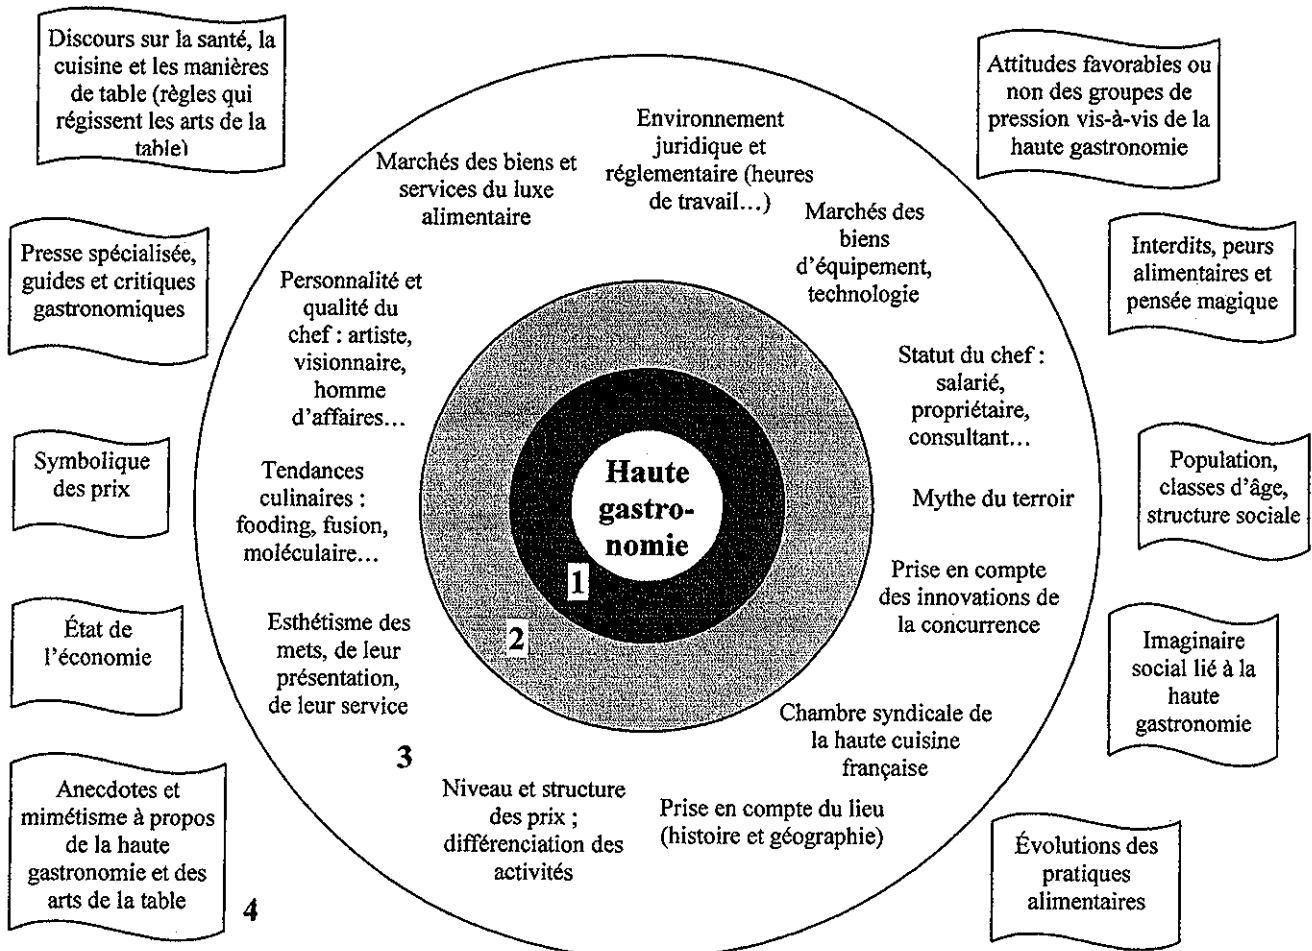 Discours sur la santé, la
cuisine et les manières
de table (règles qui
régissent les arts de la
table)
Presse spécialisée,
guides et critiques
gastronomiques
Symbolique
des prix
État de
l'économie
Anecdotes et
mimétisme à propos
de la haute
gastronomie et des
arts de la table
4
Marchés des biens et
services du luxe
alimentaire
Environnement
juridique et
réglementaire (heures
de travail…)
Marchés des
biens
d'équipement,
technologie
Personnalité et
qualité du
chef : artiste,
visionnaire,
homme
d'affaires…
Statut du chef :
salarié,
propriétaire,
consultant…
Tendances
culinaires :
fooding, fusion,
moléculaire…
Haute
gastro-
nomie
1
2
Mythe du terroir
Prise en compte
des innovations de
la concurrence
Esthétisme des
mets, de leur
présentation,
de leur service
3
Chambre syndicale de
la haute cuisine
française
Niveau et structure
des prix ;
différenciation des
activités
Prise en compte du lieu
(histoire et géographie)
Attitudes favorables ou
non des groupes de
pression vis-à-vis de la
haute gastronomie
Interdits, peurs
alimentaires et
pensée magique
Population,
classes d'âge,
structure sociale
Imaginaire
social lié à la
haute
gastronomie
Évolutions des
pratiques
alimentaires